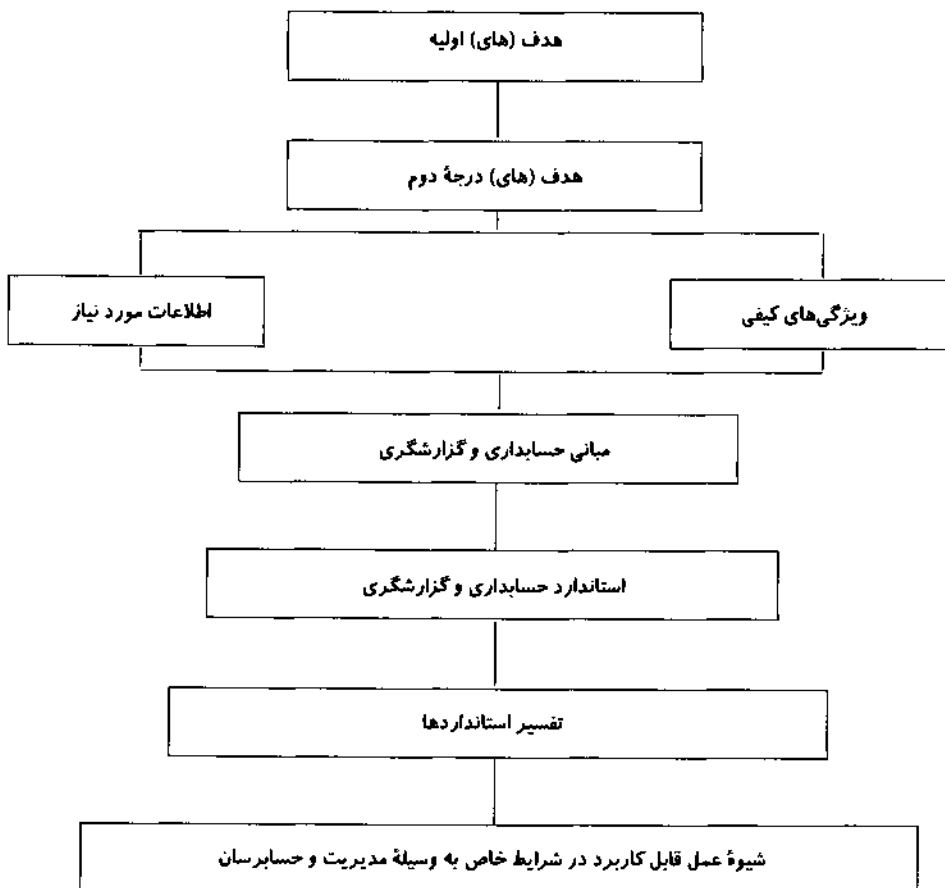 هدف (های) اولیه
هدف (های) درجهٔ دوم
ویژگی‌های کیفی
اطلاعات مورد نیاز
مبانی حسابداری و گزارشگری
استاندارد حسابداری و گزارشگری
تفسیر استانداردها
شیوهٔ عمل قابل کاربرد در شرایط خاص به وسیلهٔ مدیریت و حسابرسان